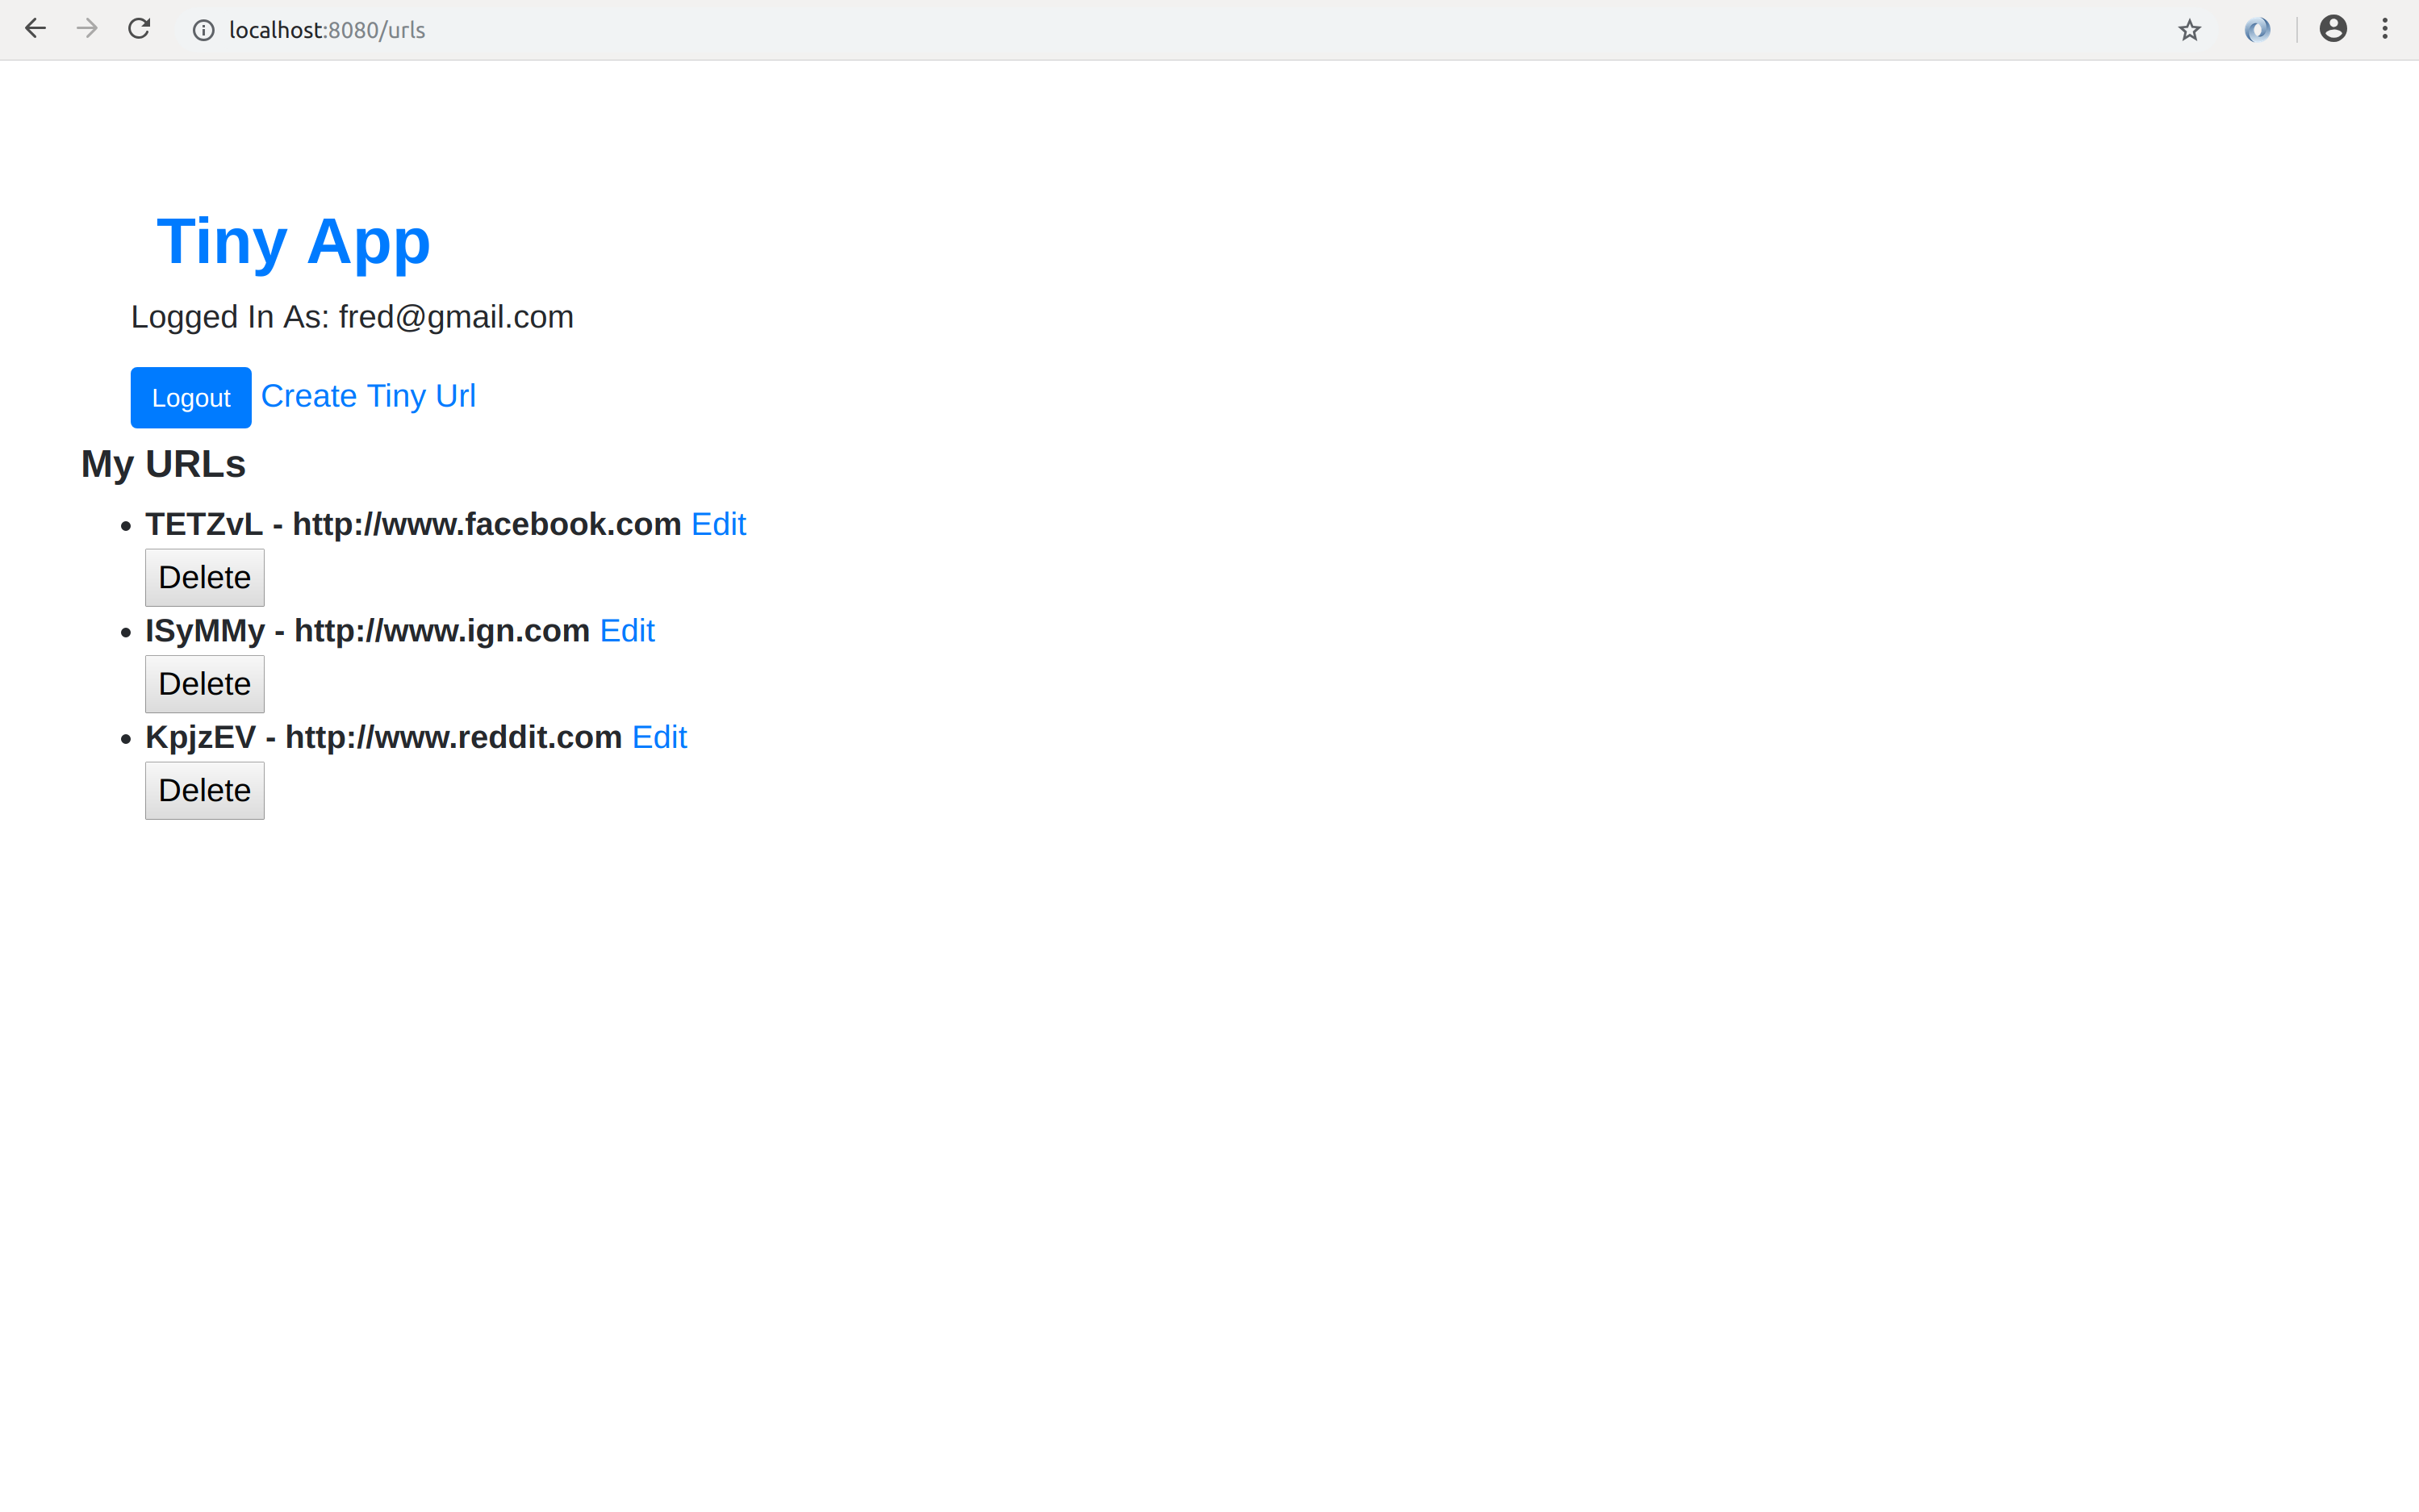 localhost:8080/urls
Tiny App
Logged In As: fred@gmail.com
Logout Create Tiny Url
My URLs
• TETZvL - http://www.facebook.com Edit
Delete
• ISyMMy - http://www.ign.com Edit
Delete
• KpjzEV - http://www.reddit.com Edit
Delete